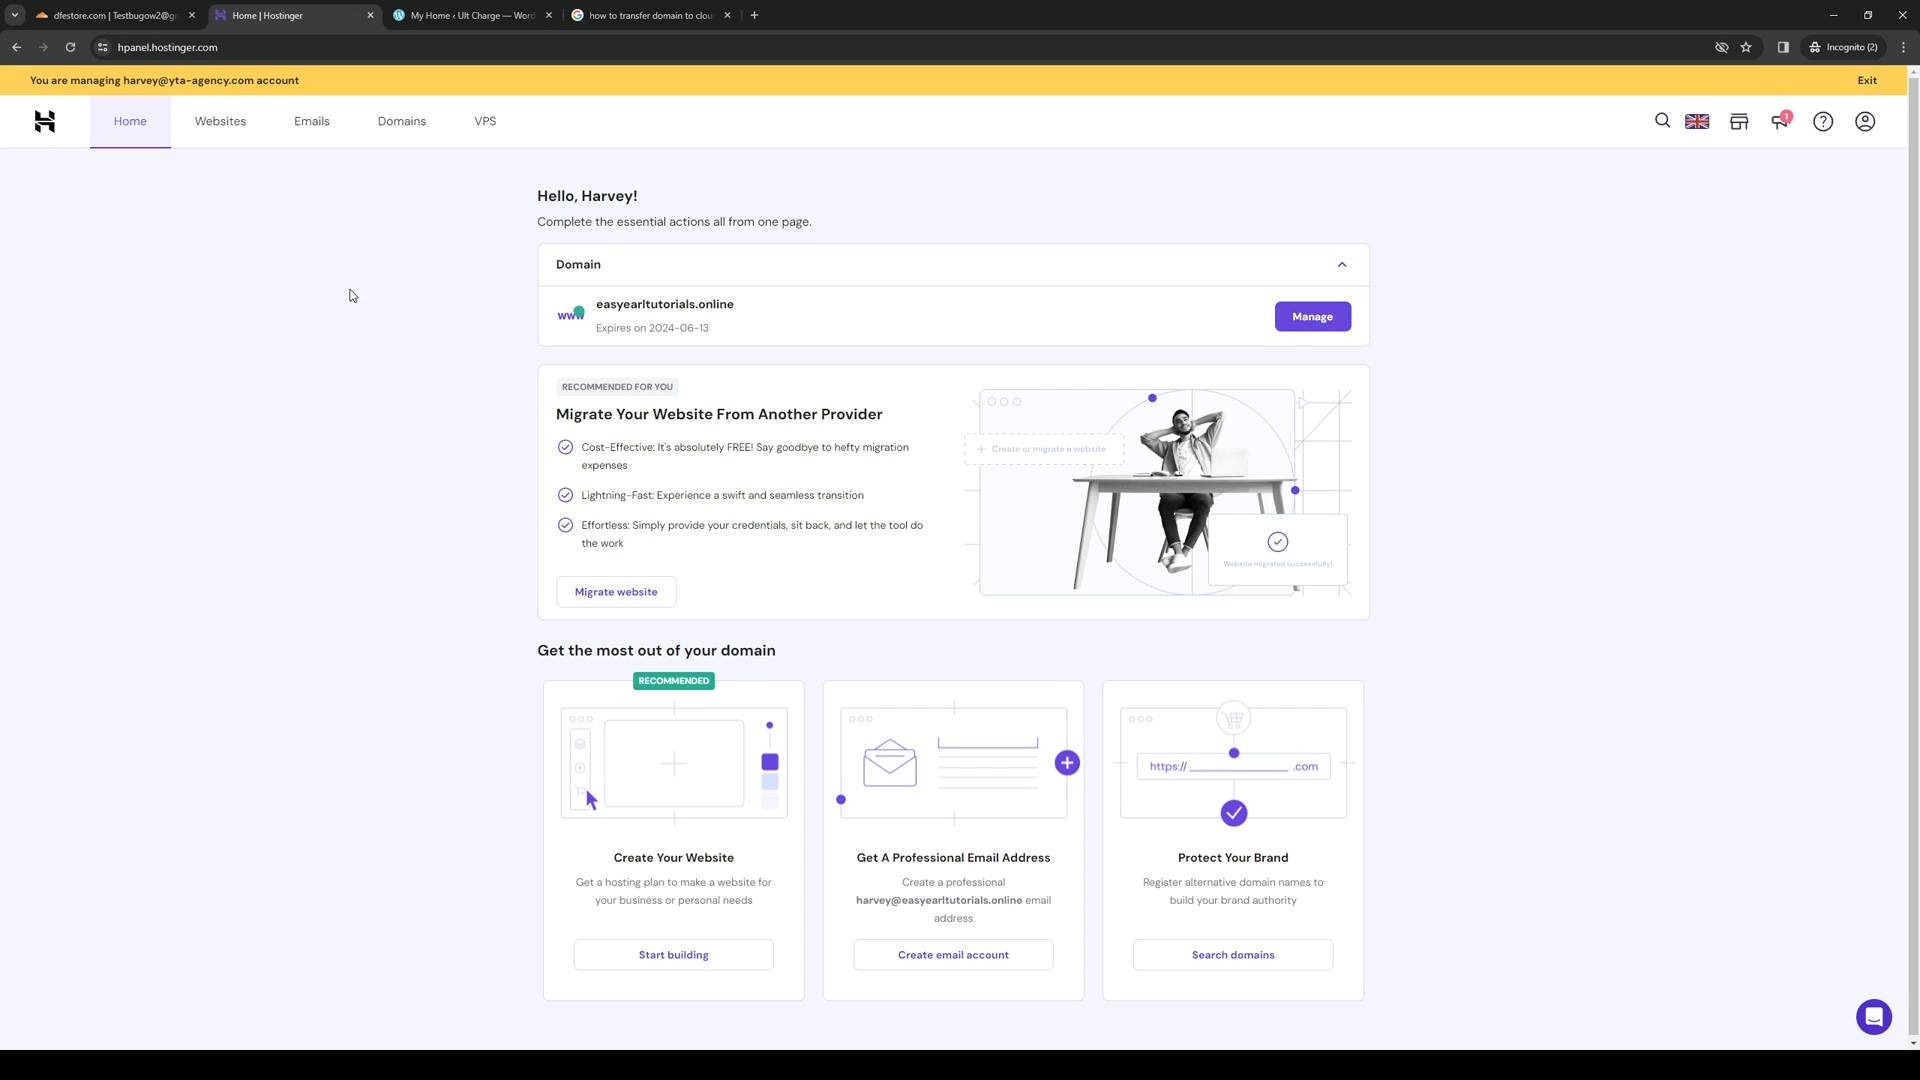 dfestore.com | Testbugow2@gm
Home | Hostinger
My Home ‹ Ult Charge — Word
how to transfer domain to clou
hpanel.hostinger.com
Incognito (2)
You are managing harvey@yta-agency.com account
Exit
Home
Websites
Emails
Domains
VPS
1
Hello, Harvey!
Complete the essential actions all from one page.
Domain
www
easyearltutorials.online
Expires on 2024-06-13
Manage
RECOMMENDED FOR YOU
Migrate Your Website From Another Provider
Cost-Effective: It's absolutely FREE! Say goodbye to hefty migration
expenses
Lightning-Fast: Experience a swift and seamless transition
Effortless: Simply provide your credentials, sit back, and let the tool do
the work
Migrate website
+ Create or migrate a website
Website migrated successfully!
Get the most out of your domain
RECOMMENDED
Create Your Website
Get a hosting plan to make a website for
your business or personal needs
Start building
Get A Professional Email Address
Create a professional
harvey@easyearltutorials.online email
address
Create email account
https:// .com
Protect Your Brand
Register alternative domain names to
build your brand authority
Search domains